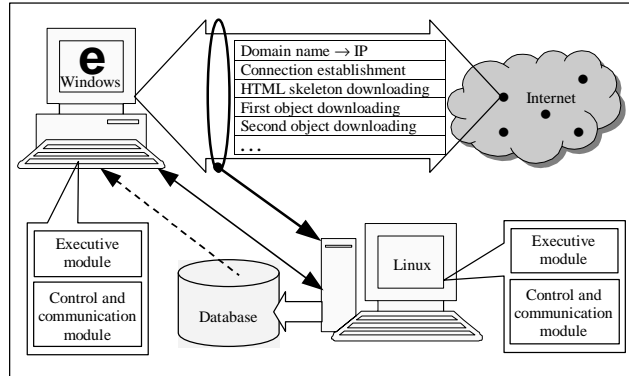 e
Windows
Domain name → IP
Connection establishment
HTML skeleton downloading
First object downloading
Second object downloading
...
Internet
Executive
module
Control and
communication
module
Database
Linux
Executive
module
Control and
communication
module